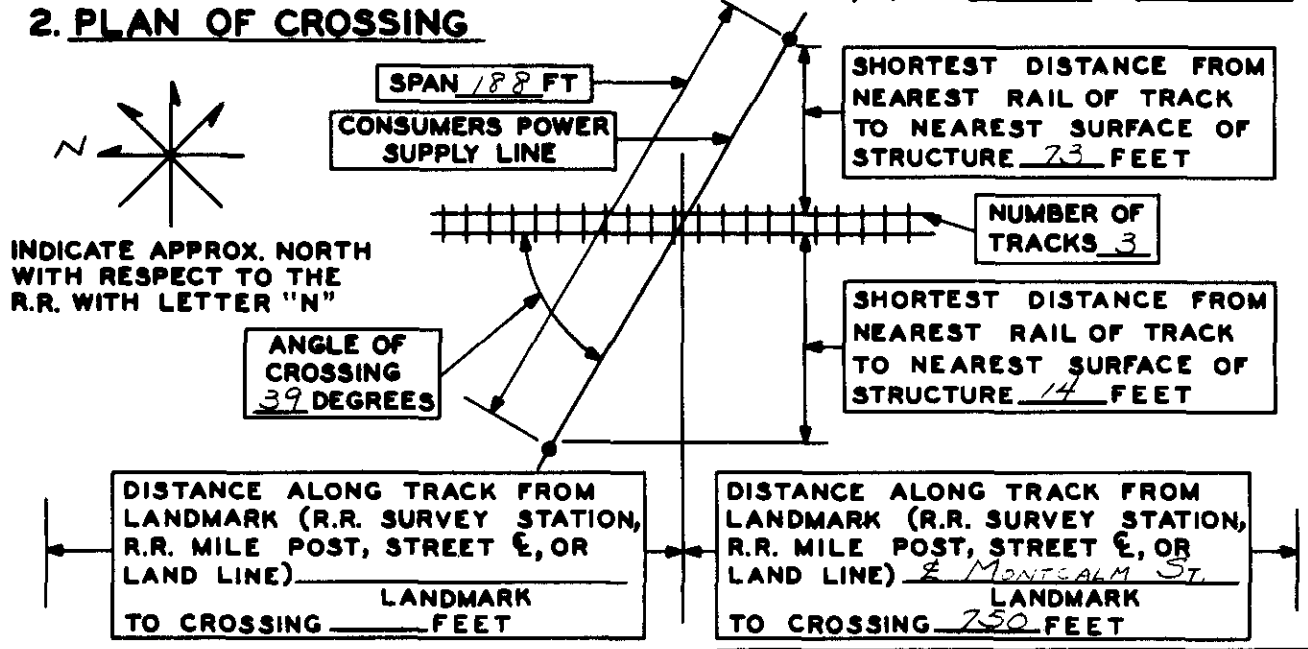 2. PLAN OF CROSSING
SPAN 188 FT
CONSUMERS POWER
SUPPLY LINE
N
INDICATE APPROX. NORTH
WITH RESPECT TO THE
R.R. WITH LETTER "N"
ANGLE OF
CROSSING
39 DEGREES
SHORTEST DISTANCE FROM
NEAREST RAIL OF TRACK
TO NEAREST SURFACE OF
STRUCTURE 73 FEET
NUMBER OF
TRACKS 3
SHORTEST DISTANCE FROM
NEAREST RAIL OF TRACK
TO NEAREST SURFACE OF
STRUCTURE 14 FEET
DISTANCE ALONG TRACK FROM
LANDMARK (R.R. SURVEY STATION,
R.R. MILE POST, STREET ℄, OR
LAND LINE)
LANDMARK
TO CROSSING FEET
DISTANCE ALONG TRACK FROM
LANDMARK (R.R. SURVEY STATION,
R.R. MILE POST, STREET ℄, OR
LAND LINE) ℄ MONTCALM ST.
LANDMARK
TO CROSSING 750 FEET